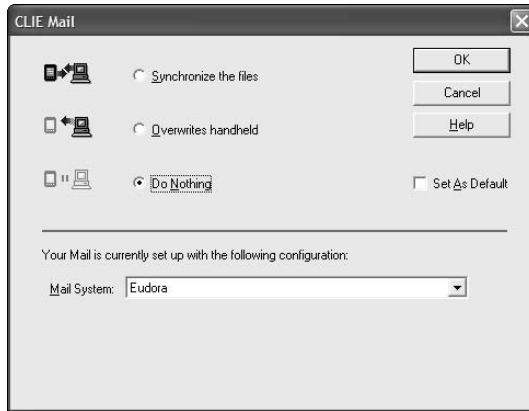 CLIE Mail
Synchronize the files
OK
Cancel
Overwrites handheld
Help
Do Nothing
Set As Default
Your Mail is currently set up with the following configuration:
Mail System: Eudora